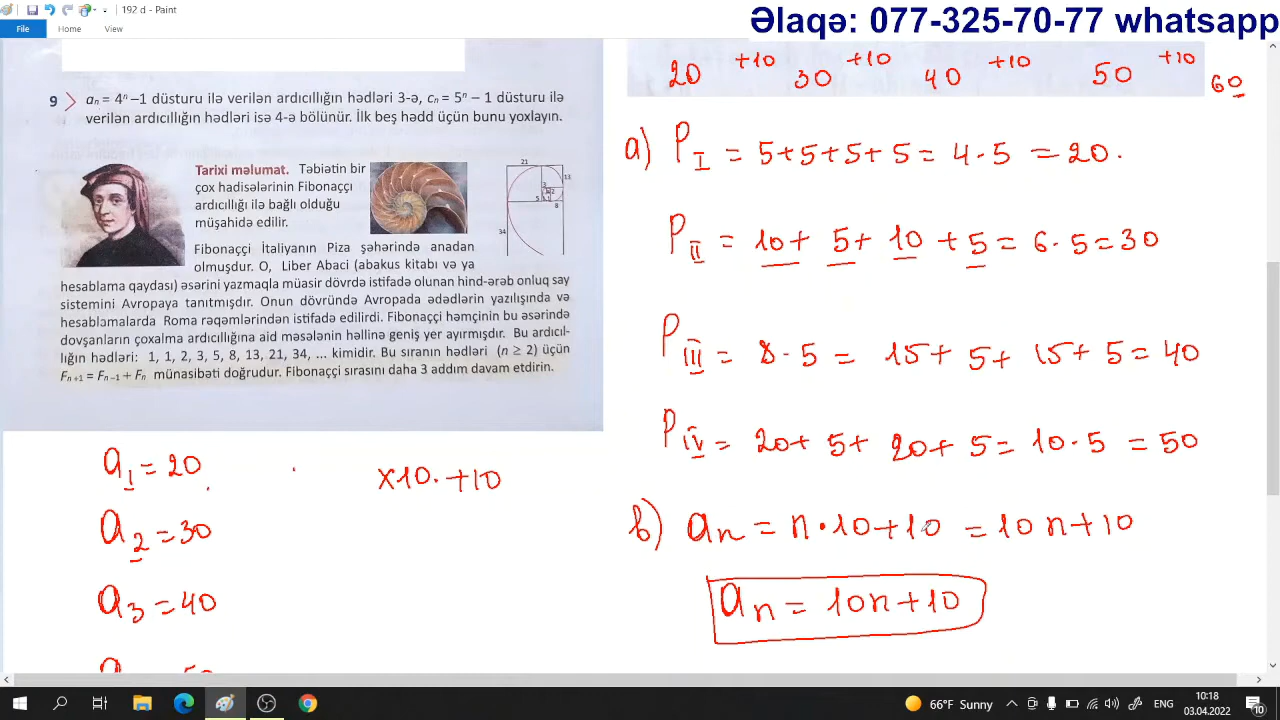 192 d - Paint
Əlaqə: 077-325-70-77 whatsapp
File Home View
9 aₙ = 4ⁿ –1 düsturu ilə verilən ardıcıllığın hədləri 3-ə, cₙ = 5ⁿ – 1 düsturu ilə
verilən ardıcıllığın hədləri isə 4-ə bölünür. İlk beş hədd üçün bunu yoxlayın.
Tarixi məlumat. Təbiətin bir
çox hadisələrinin Fibonaççı
ardıcıllığı ilə bağlı olduğu
müşahidə edilir.
21
13
3
2
5
8
34
Fibonaççi İtaliyanın Piza şəhərində anadan
olmuşdur. O, Liber Abaci (abakus kitabı və ya
hesablama qaydası) əsərini yazmaqla müasir dövrdə istifadə olunan hind-ərəb onluq say
sistemini Avropaya tanıtmışdır. Onun dövründə Avropada ədədlərin yazılışında və
hesablamalarda Roma rəqəmlərindən istifadə edilirdi. Fibonaççi həmçinin bu əsərində
dovşanların çoxalma ardıcıllığına aid məsələnin həllinə geniş yer ayırmışdır. Bu ardıcıl-
lığın hədləri: 1, 1, 2, 3, 5, 8, 13, 21, 34, ... kimidir. Bu sıranın hədləri (n ≥ 2) üçün
Fₙ₊₁ = Fₙ₋₁ + Fₙ münasibəti doğrudur. Fibonaççi sırasını daha 3 addım davam etdirin.
a₁ = 20
x10. +10
a₂ = 30
a₃ = 40
20 +10 30 +10 40 +10 50 +10 60
a) P_I = 5+5+5+5 = 4·5 = 20.
P_II = 10+ 5+ 10 + 5 = 6·5 = 30
P_III = 8·5 = 15+ 5+ 15+ 5 = 40
P_IV = 20+ 5+ 20+ 5 = 10·5 = 50
b) aₙ = n·10+10 = 10n+10
aₙ = 10n+10
66°F Sunny
ENG
10:18
03.04.2022
10